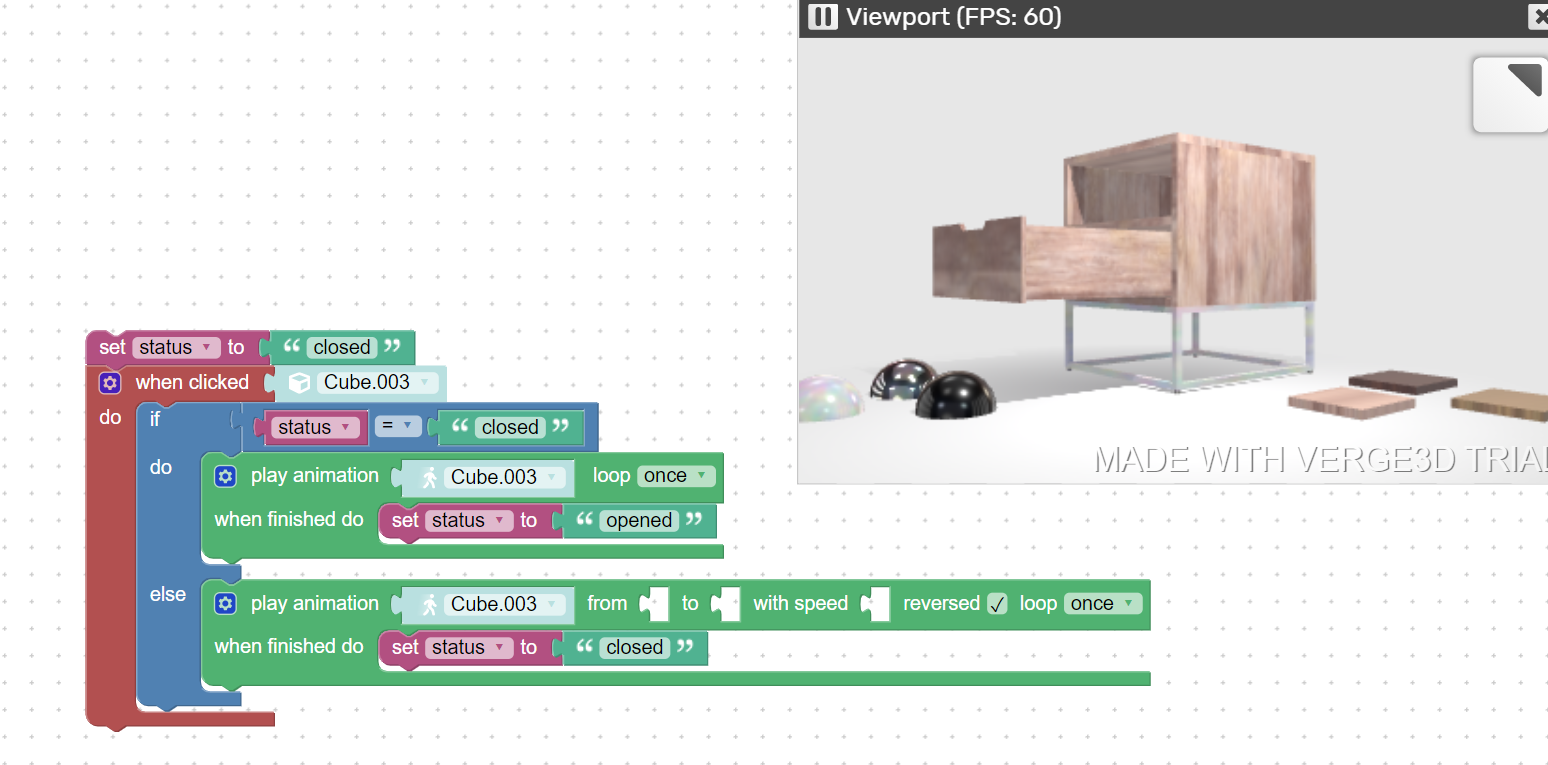 Viewport (FPS: 60)
MADE WITH VERGE3D TRIAL
set status to “ closed ”
when clicked Cube.003
do if status = “ closed ”
do play animation Cube.003 loop once
when finished do set status to “ opened ”
else play animation Cube.003 from to with speed reversed ✓ loop once
when finished do set status to “ closed ”